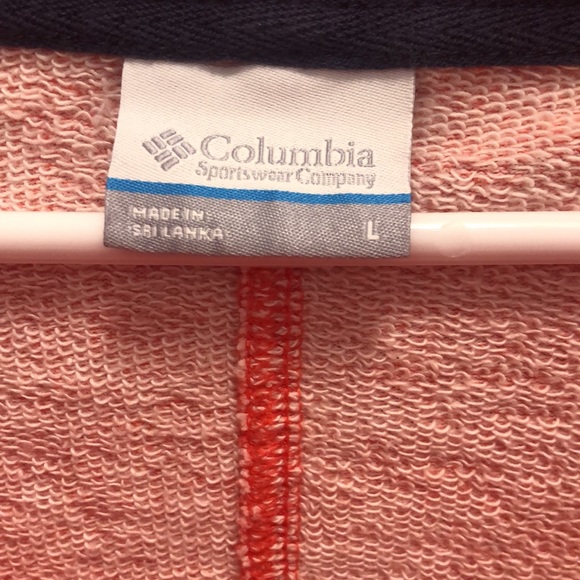 Columbia
Sportswear Company
MADE IN
SRI LANKA
L